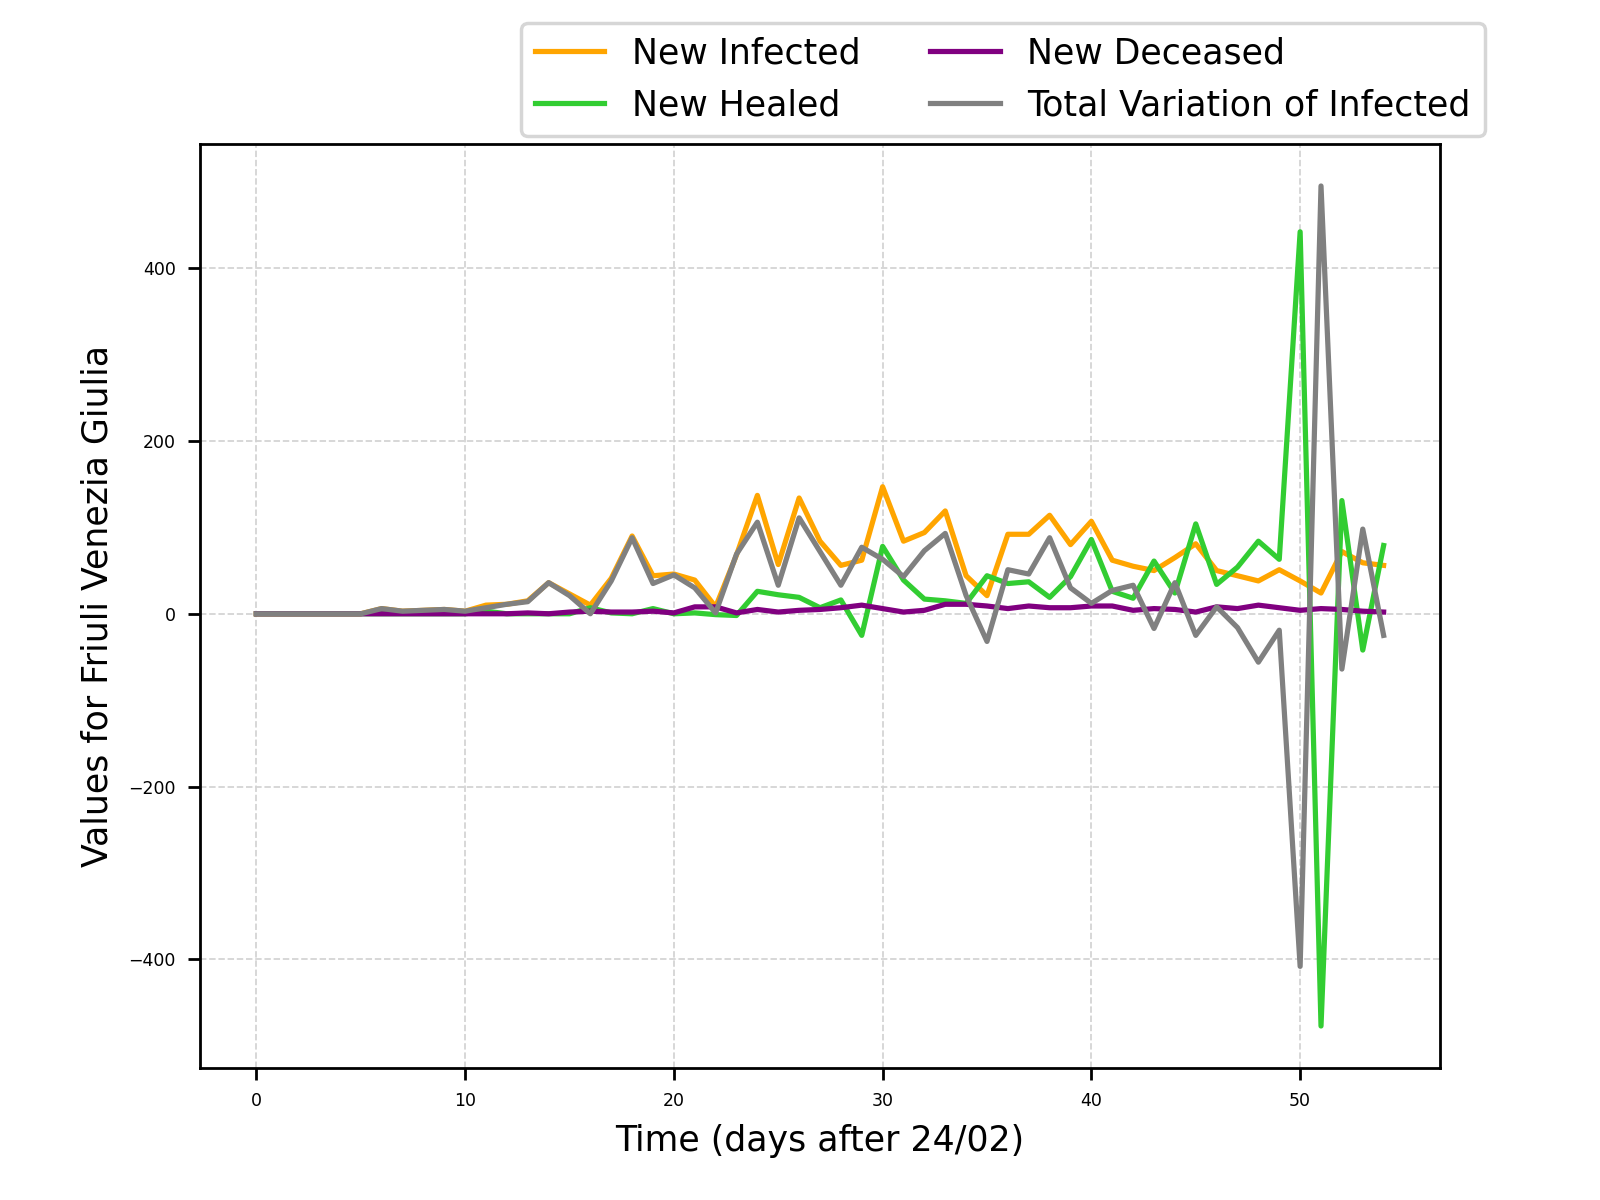 New Infected
New Healed
New Deceased
Total Variation of Infected
Values for Friuli Venezia Giulia
400
200
0
−200
−400
0 10 20 30 40 50
Time (days after 24/02)